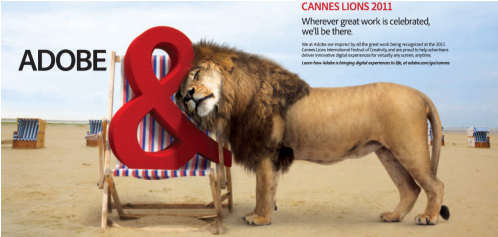 CANNES LIONS 2011
Wherever great work is celebrated,
we'll be there.
We at Adobe are inspired by all the great work being recognized at the 2011
Cannes Lions International Festival of Creativity, and are proud to help advertisers
deliver innovative digital experiences for virtually any screen, anytime.
Learn how Adobe is bringing digital experiences to life, at adobe.com/go/cannes
ADOBE
&